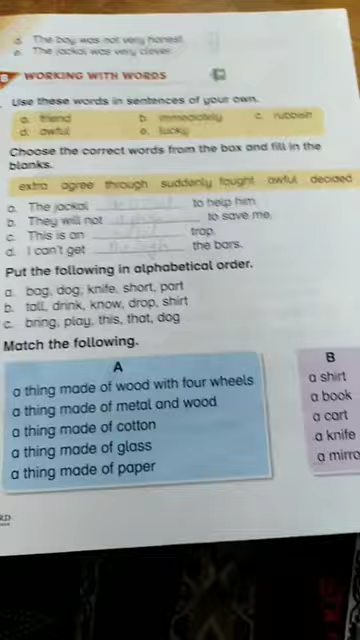 d. The boy was not very honest.
e. The jackal was very clever.
B WORKING WITH WORDS
Use these words in sentences of your own.
a. friend b. immediately c. rubbish
d. awful e. lucky
Choose the correct words from the box and fill in the
blanks.
extra agree through suddenly fought awful decided
a. The jackal decided to help him.
b. They will not agree to save me.
c. This is an awful trap.
d. I can't get through the bars.
Put the following in alphabetical order.
a. bag, dog, knife, short, part
b. tall, drink, know, drop, shirt
c. bring, play, this, that, dog
Match the following.
A
a thing made of wood with four wheels
a thing made of metal and wood
a thing made of cotton
a thing made of glass
a thing made of paper
B
a shirt
a book
a cart
a knife
a mirro
RD